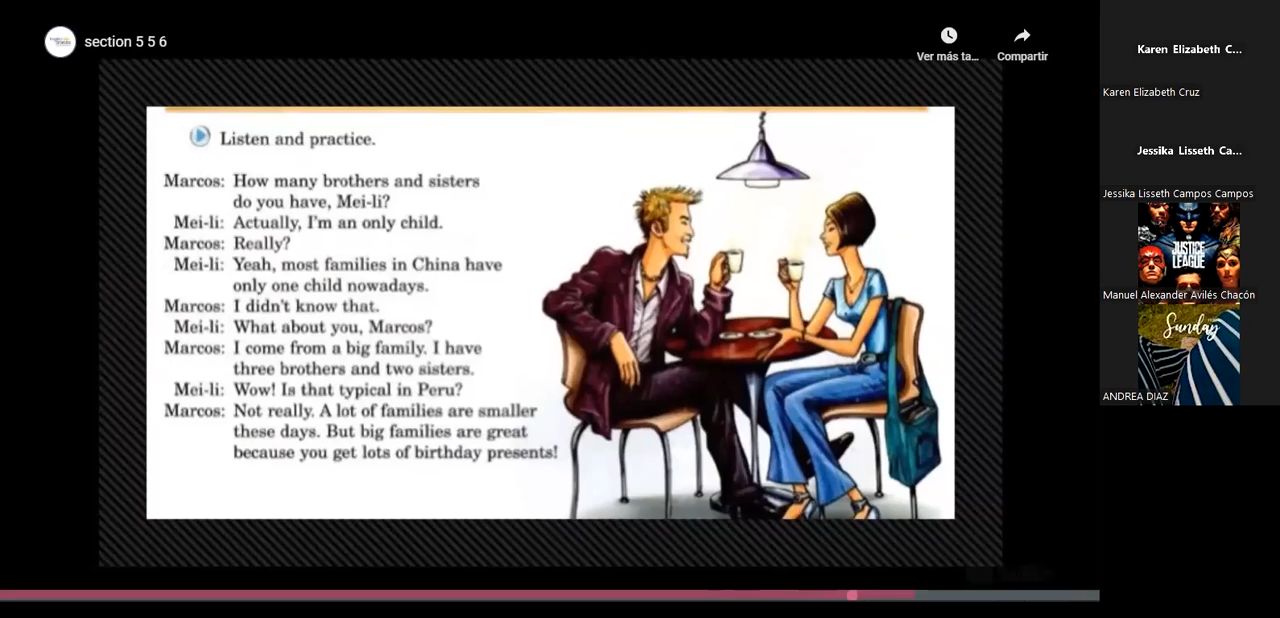 section 5 5 6
Ver más ta...
Compartir
Listen and practice.
Marcos: How many brothers and sisters
do you have, Mei-li?
Mei-li: Actually, I'm an only child.
Marcos: Really?
Mei-li: Yeah, most families in China have
only one child nowadays.
Marcos: I didn't know that.
Mei-li: What about you, Marcos?
Marcos: I come from a big family. I have
three brothers and two sisters.
Mei-li: Wow! Is that typical in Peru?
Marcos: Not really. A lot of families are smaller
these days. But big families are great
because you get lots of birthday presents!
Karen Elizabeth C...
Karen Elizabeth Cruz
Jessika Lisseth Ca...
Jessika Lisseth Campos Campos
JUSTICE
LEAGUE
Manuel Alexander Avilés Chacón
Sunday
ANDREA DIAZ